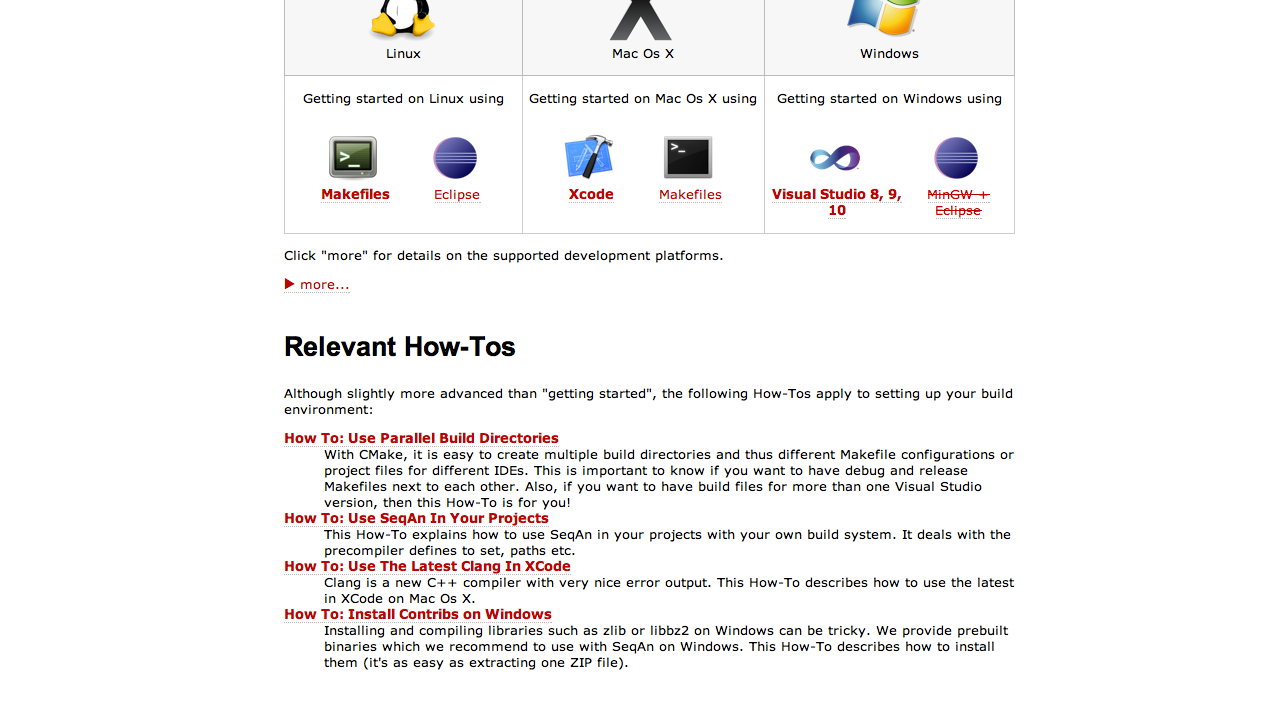 Linux Mac Os X Windows
Getting started on Linux using Getting started on Mac Os X using Getting started on Windows using
Makefiles Eclipse Xcode Makefiles Visual Studio 8, 9, MinGW +
10 Eclipse
Click "more" for details on the supported development platforms.
more...
Relevant How-Tos
Although slightly more advanced than "getting started", the following How-Tos apply to setting up your build
environment:
How To: Use Parallel Build Directories
With CMake, it is easy to create multiple build directories and thus different Makefile configurations or
project files for different IDEs. This is important to know if you want to have debug and release
Makefiles next to each other. Also, if you want to have build files for more than one Visual Studio
version, then this How-To is for you!
How To: Use SeqAn In Your Projects
This How-To explains how to use SeqAn in your projects with your own build system. It deals with the
precompiler defines to set, paths etc.
How To: Use The Latest Clang In XCode
Clang is a new C++ compiler with very nice error output. This How-To describes how to use the latest
in XCode on Mac Os X.
How To: Install Contribs on Windows
Installing and compiling libraries such as zlib or libbz2 on Windows can be tricky. We provide prebuilt
binaries which we recommend to use with SeqAn on Windows. This How-To describes how to install
them (it's as easy as extracting one ZIP file).